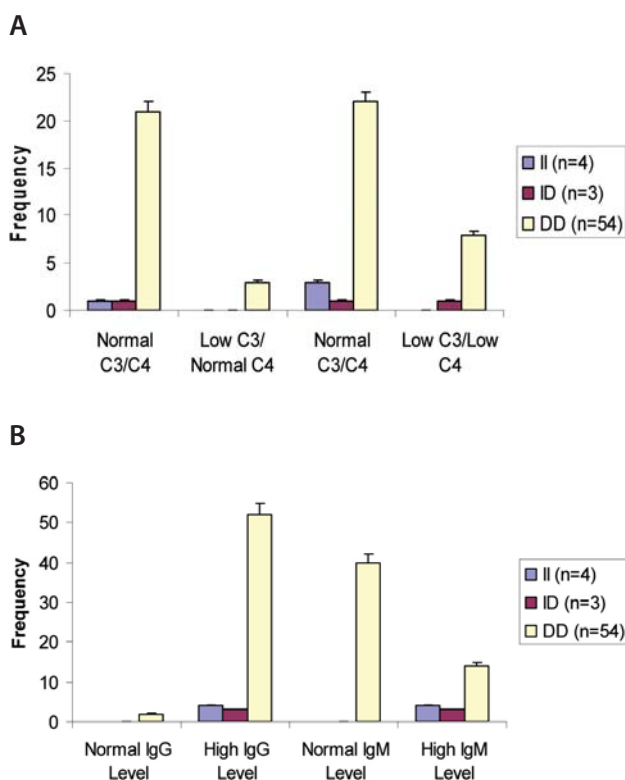 A
Frequency
25
20
15
10
5
0
Normal C3/C4
Low C3/ Normal C4
Normal C3/C4
Low C3/Low C4
II (n=4)
ID (n=3)
DD (n=54)
B
Frequency
60
50
40
30
20
10
0
Normal IgG Level
High IgG Level
Normal IgM Level
High IgM Level
II (n=4)
ID (n=3)
DD (n=54)